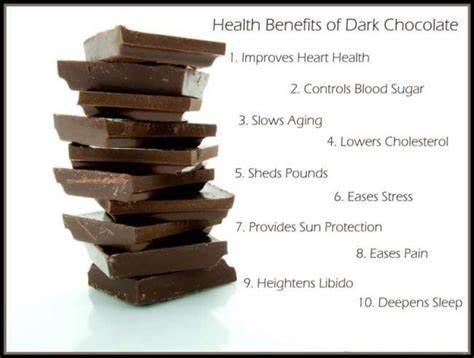 Health Benefits of Dark Chocolate
1. Improves Heart Health
2. Controls Blood Sugar
3. Slows Aging
4. Lowers Cholesterol
5. Sheds Pounds
6. Eases Stress
7. Provides Sun Protection
8. Eases Pain
9. Heightens Libido
10. Deepens Sleep